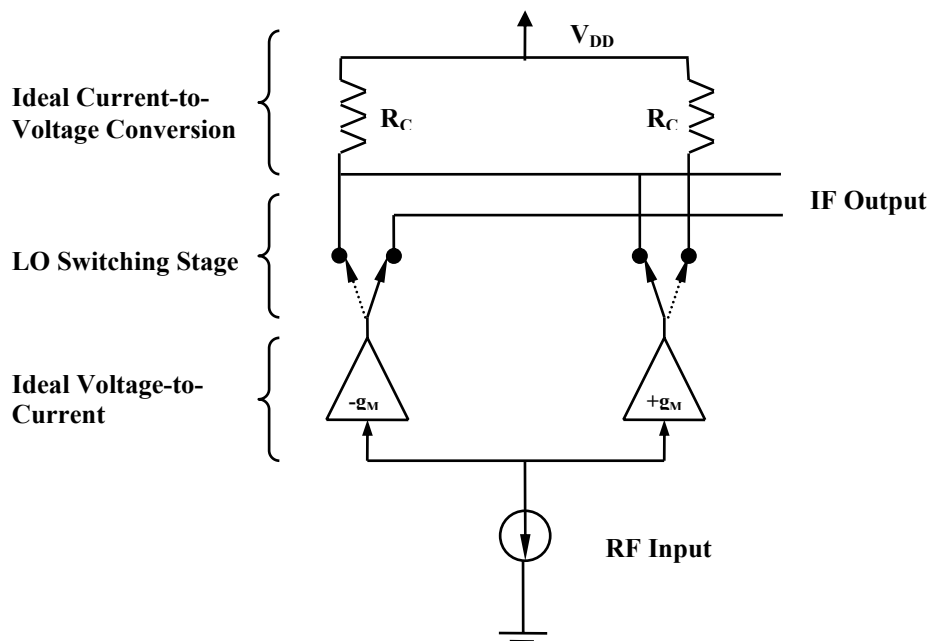 V_DD
Ideal Current-to-
Voltage Conversion
R_C
R_C
IF Output
LO Switching Stage
Ideal Voltage-to-
Current
-g_M
+g_M
RF Input